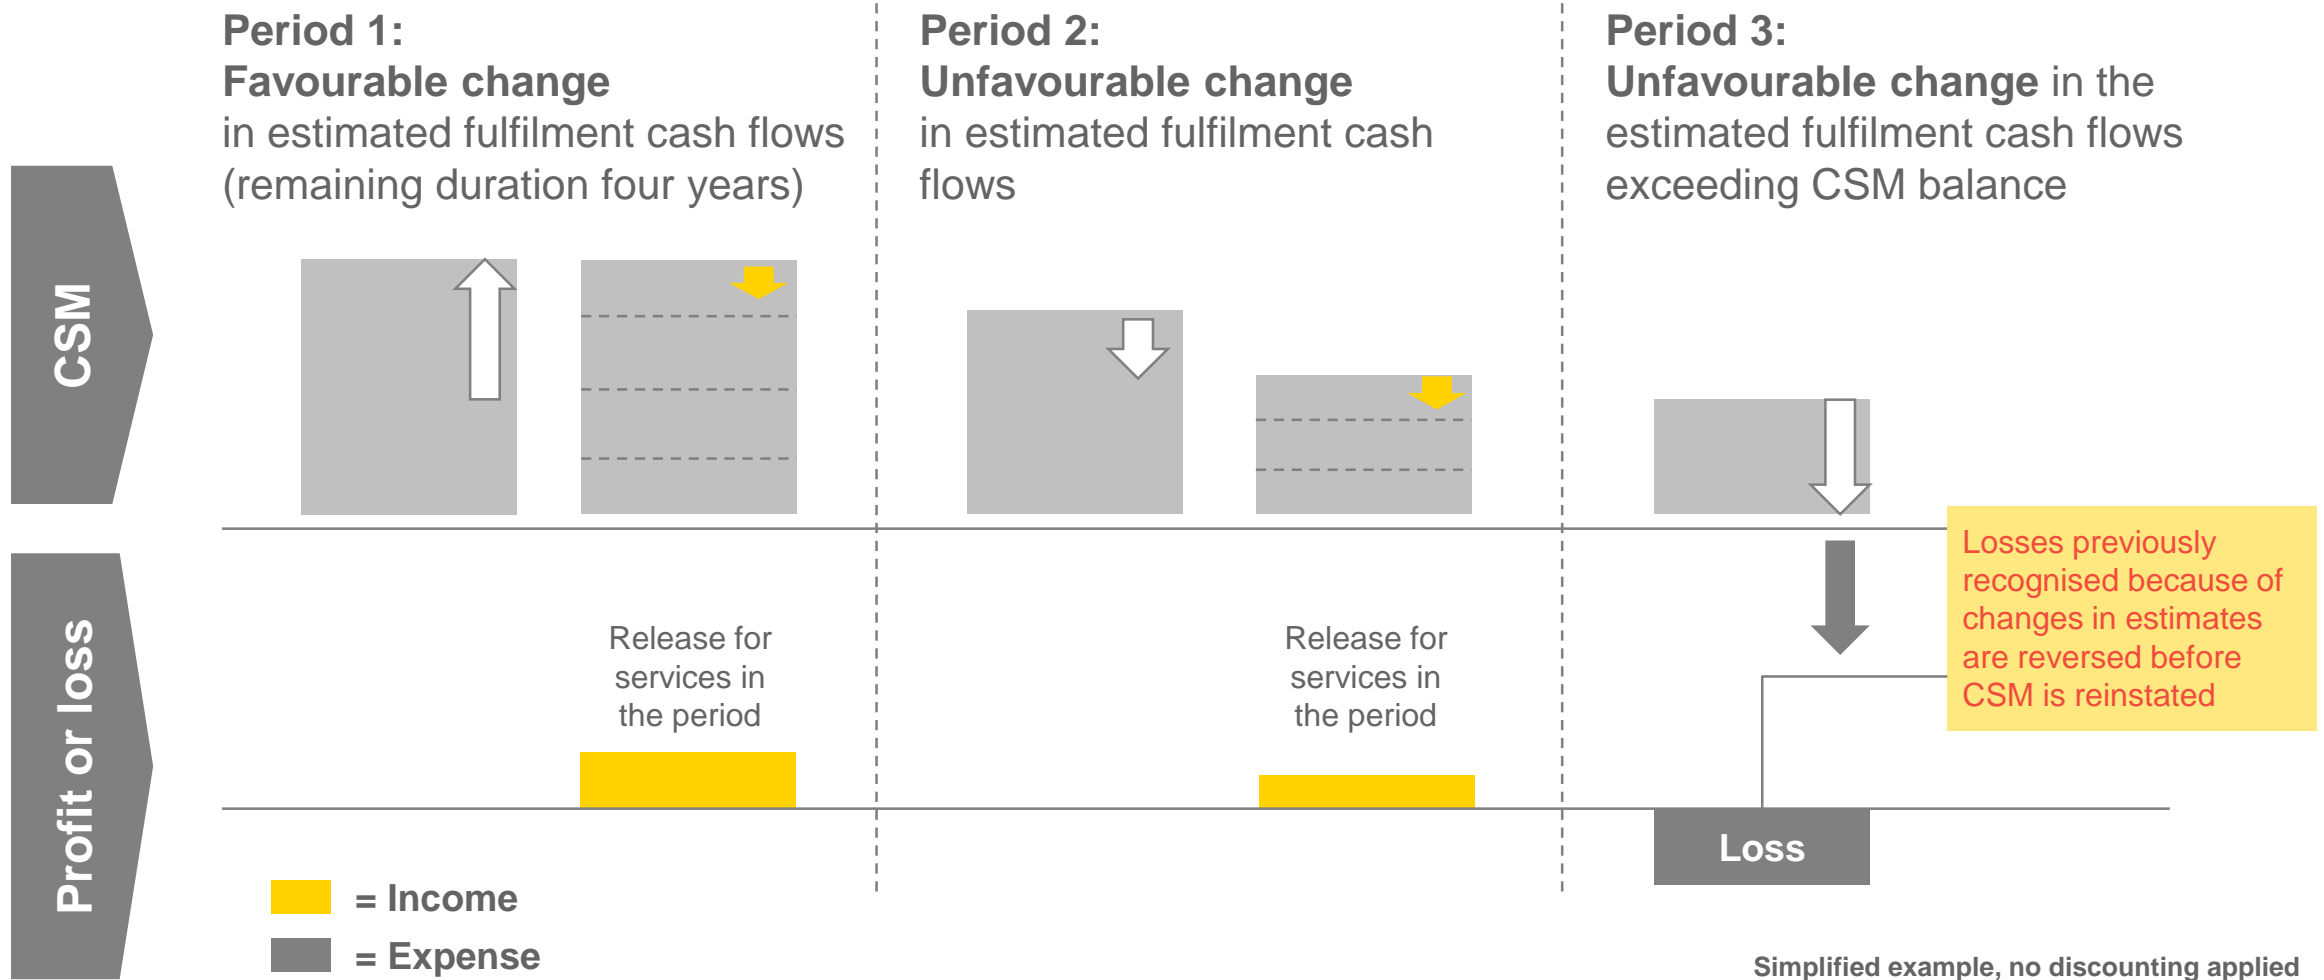 Period 1:
Favourable change
in estimated fulfilment cash flows
(remaining duration four years)
Period 2:
Unfavourable change
in estimated fulfilment cash
flows
Period 3:
Unfavourable change in the
estimated fulfilment cash flows
exceeding CSM balance
CSM
Losses previously
recognised because of
changes in estimates
are reversed before
CSM is reinstated
Profit or loss
Release for
services in
the period
Release for
services in
the period
Loss
= Income
= Expense
Simplified example, no discounting applied